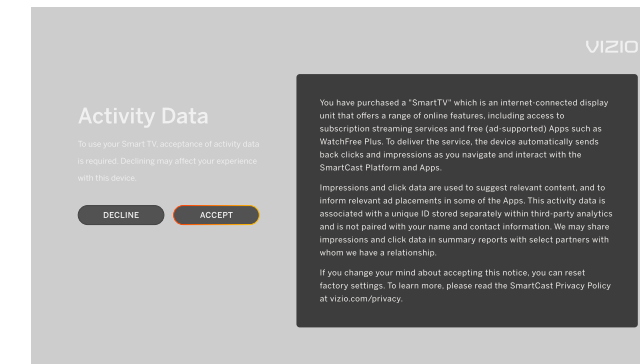 VIZIO
Activity Data
To use your Smart TV, acceptance of activity data
is required. Declining may affect your experience
with this device.
DECLINE
ACCEPT
You have purchased a "SmartTV" which is an internet-connected display
unit that offers a range of online features, including access to
subscription streaming services and free (ad-supported) Apps such as
WatchFree Plus. To deliver the service, the device automatically sends
back clicks and impressions as you navigate and interact with the
SmartCast Platform and Apps.
Impressions and click data are used to suggest relevant content, and to
inform relevant ad placements in some of the Apps. This activity data is
associated with a unique ID stored separately within third-party analytics
and is not paired with your name and contact information. We may share
impressions and click data in summary reports with select partners with
whom we have a relationship.
If you change your mind about accepting this notice, you can reset
factory settings. To learn more, please read the SmartCast Privacy Policy
at vizio.com/privacy.